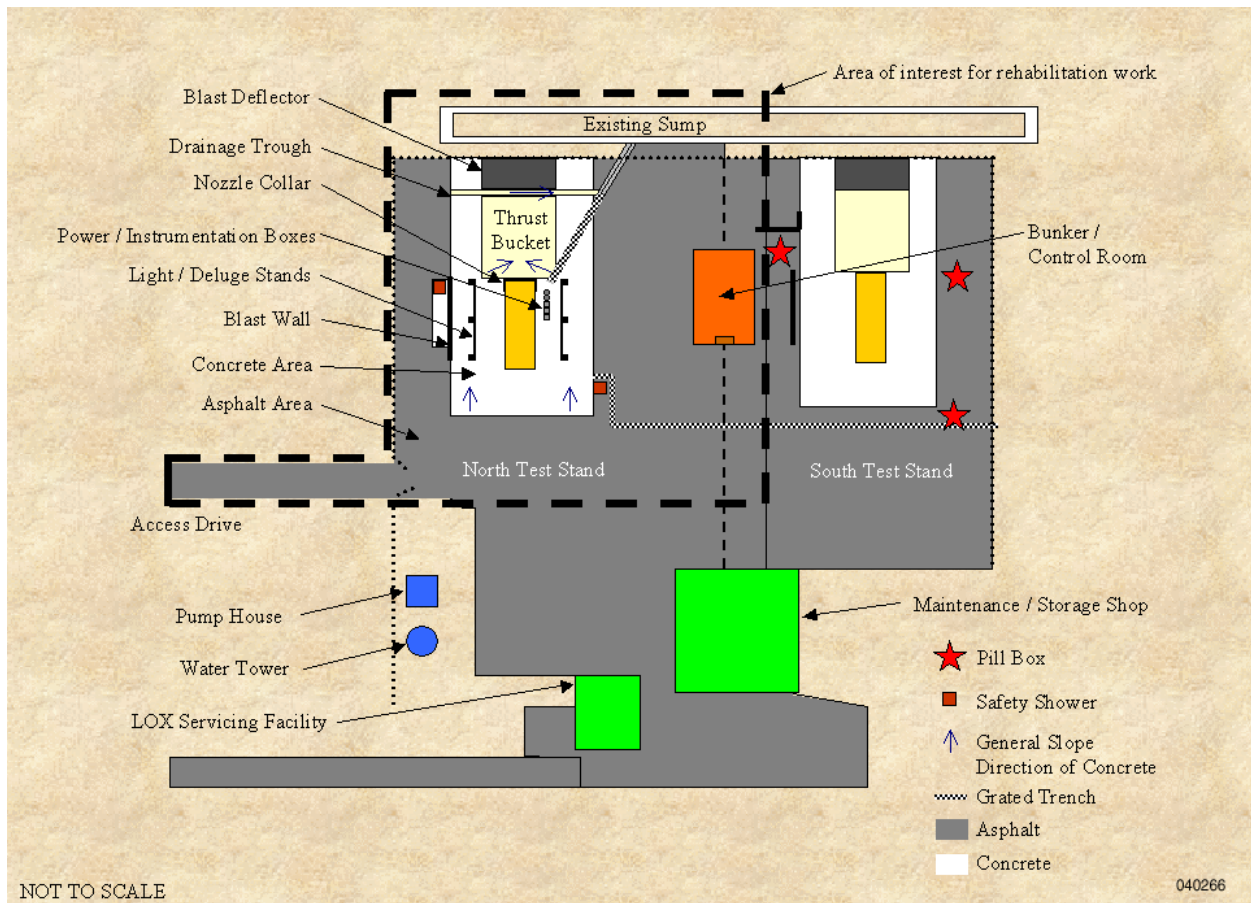 Area of interest for rehabilitation work
Blast Deflector
Existing Sump
Drainage Trough
Nozzle Collar
Thrust
Bucket
Power / Instrumentation Boxes
Bunker /
Control Room
Light / Deluge Stands
Blast Wall
Concrete Area
Asphalt Area
North Test Stand
South Test Stand
Access Drive
Pump House
Maintenance / Storage Shop
Water Tower
Pill Box
LOX Servicing Facility
Safety Shower
General Slope
Direction of Concrete
Grated Trench
Asphalt
Concrete
NOT TO SCALE
040266